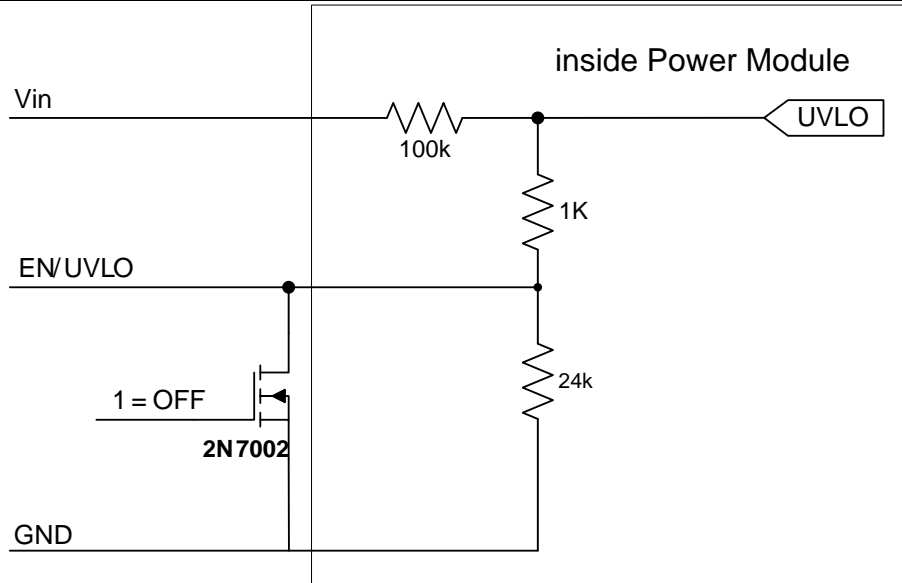 inside Power Module
Vin
UVLO
100k
1K
EN/UVLO
24k
1 = OFF
2N7002
GND